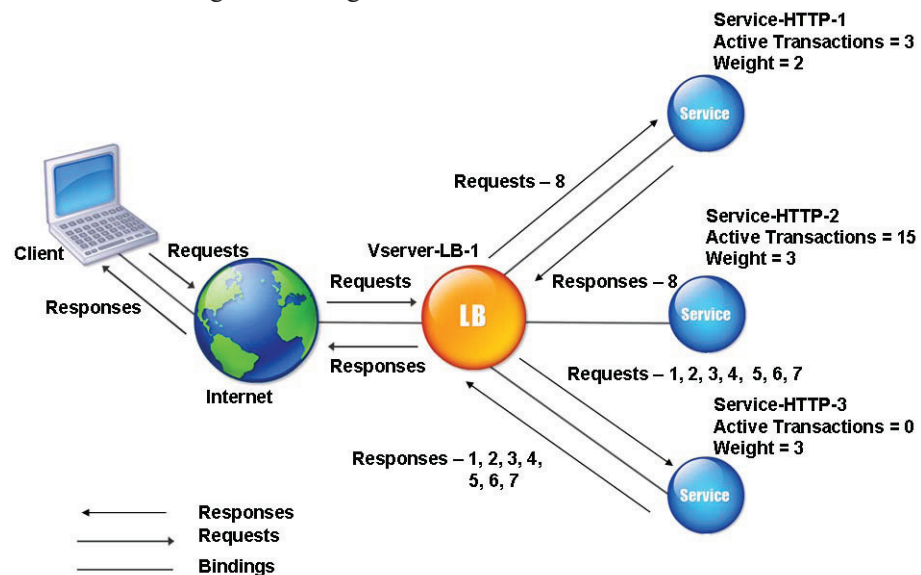 Service-HTTP-1
Active Transactions = 3
Weight = 2
Service
Requests – 8
Service-HTTP-2
Active Transactions = 15
Weight = 3
Client
Requests
Vserver-LB-1
Requests
Responses – 8
Service
Responses
LB
Responses
Internet
Requests – 1, 2, 3, 4, 5, 6, 7
Service-HTTP-3
Active Transactions = 0
Weight = 3
Responses – 1, 2, 3, 4,
5, 6, 7
Service
Responses
Requests
Bindings